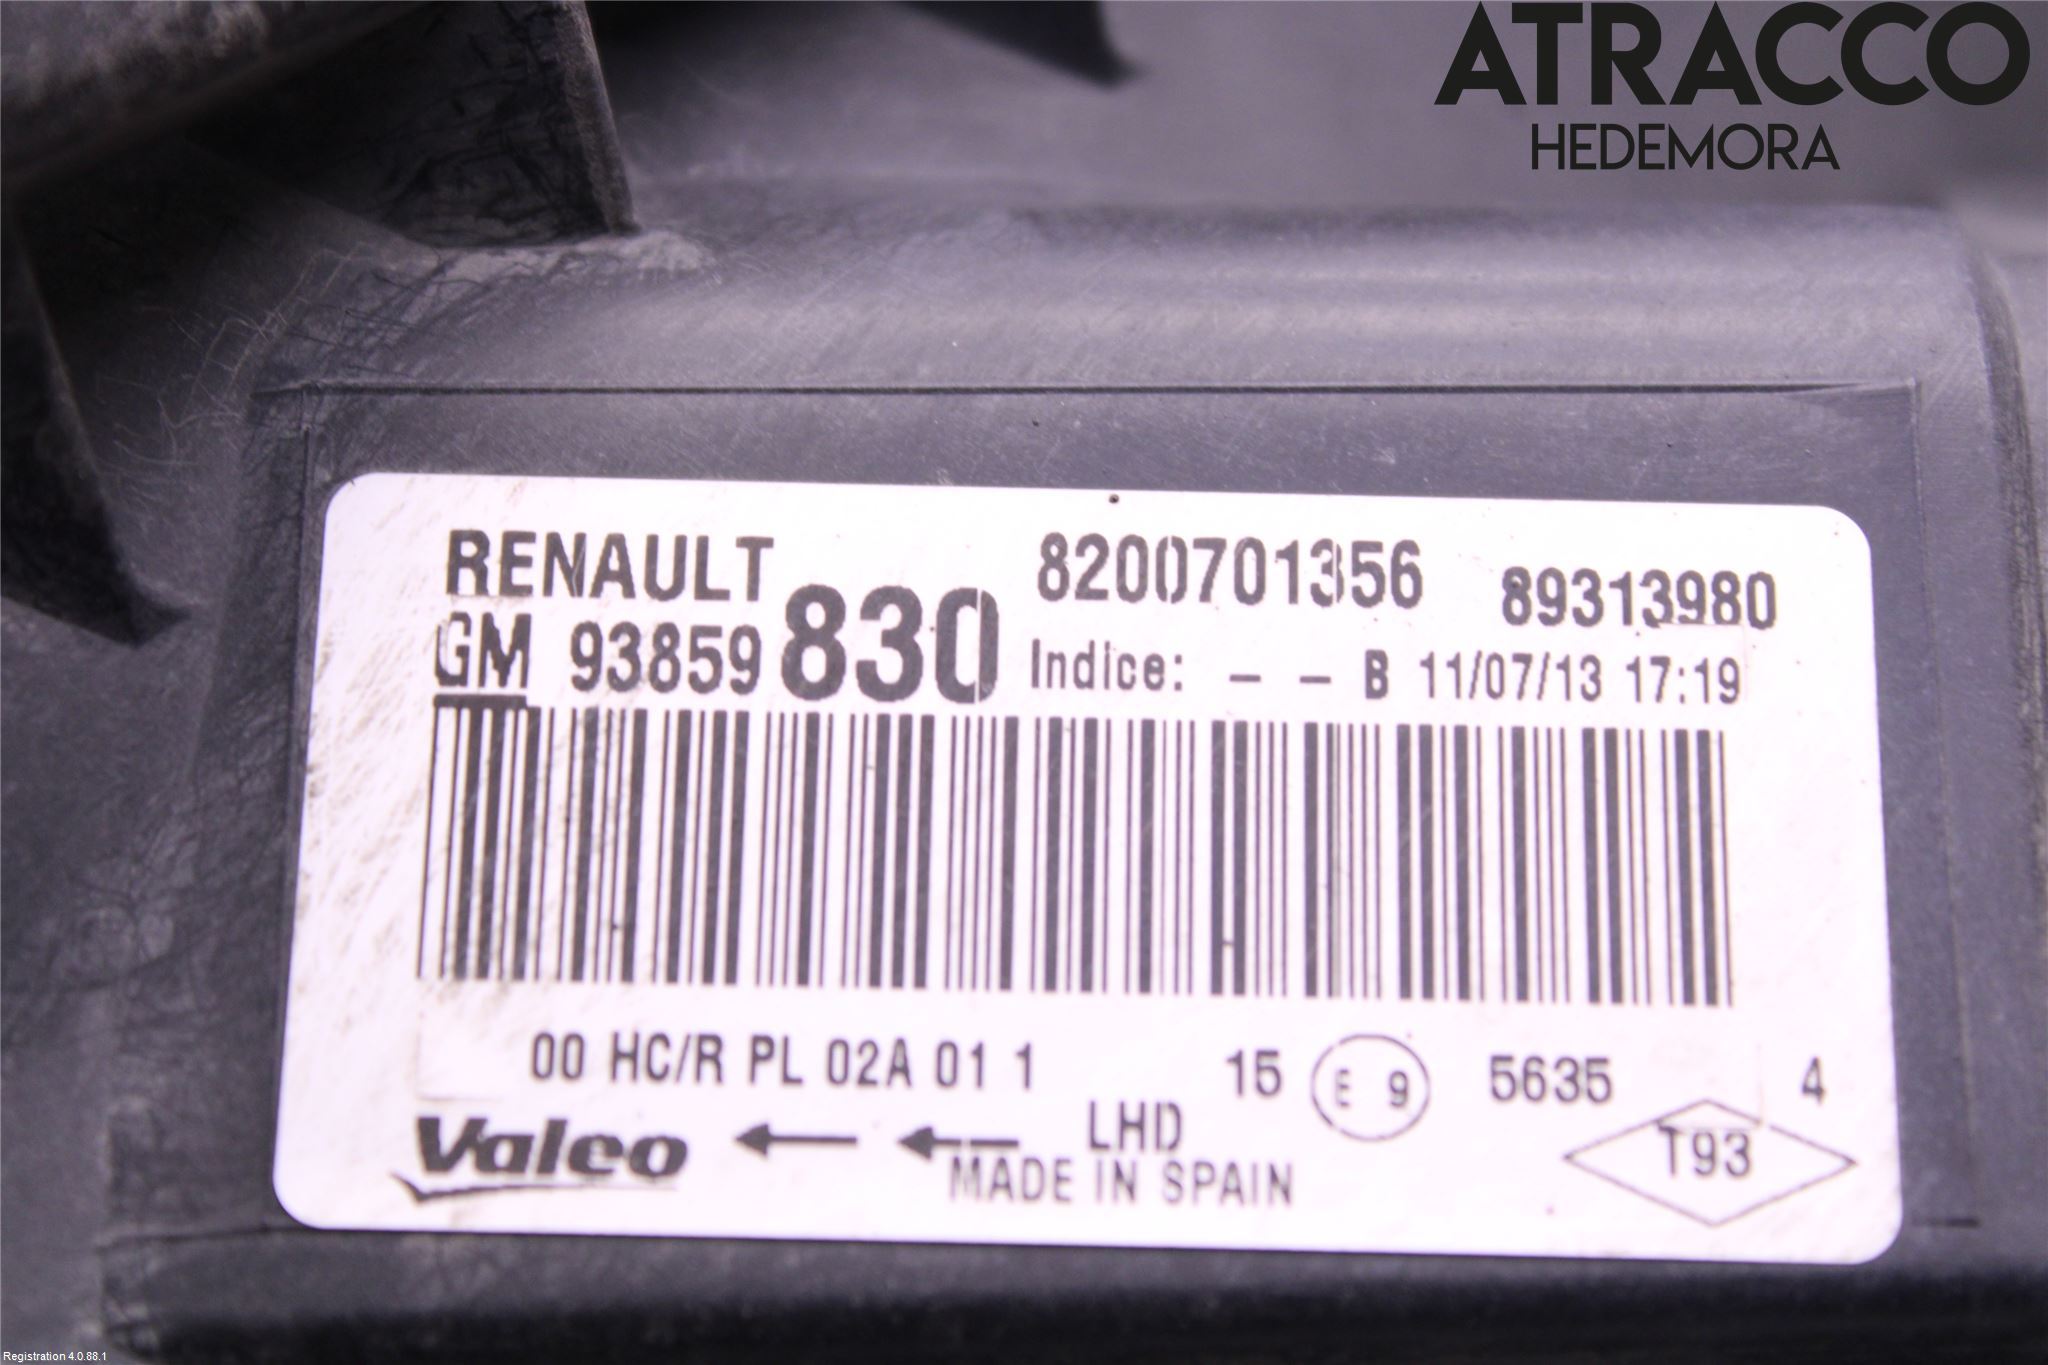 ATRACCO
HEDEMORA
RENAULT 8200701356 89313980
GM 93859 830 Indice: - - B 11/07/13 17:19
00 HC/R PL 02A 01 1 15 E 9 5635 4
Valeo LHD T93
MADE IN SPAIN
Registration 4.0.88.1